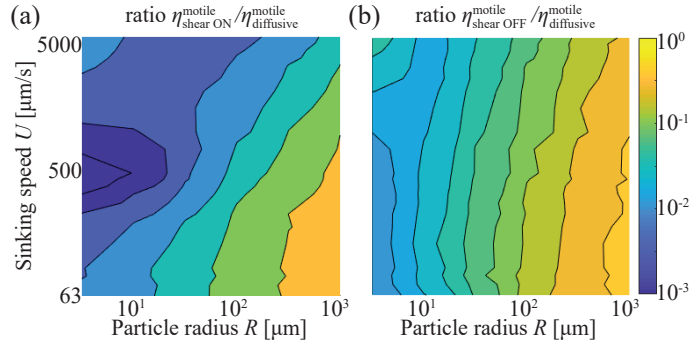 (a) ratio η^motile_shear ON/η^motile_diffusive
(b) ratio η^motile_shear OFF/η^motile_diffusive
Sinking speed U [μm/s]
5000
500
63
10^1 10^2 10^3
Particle radius R [μm]
10^1 10^2 10^3
Particle radius R [μm]
10^0
10^-1
10^-2
10^-3